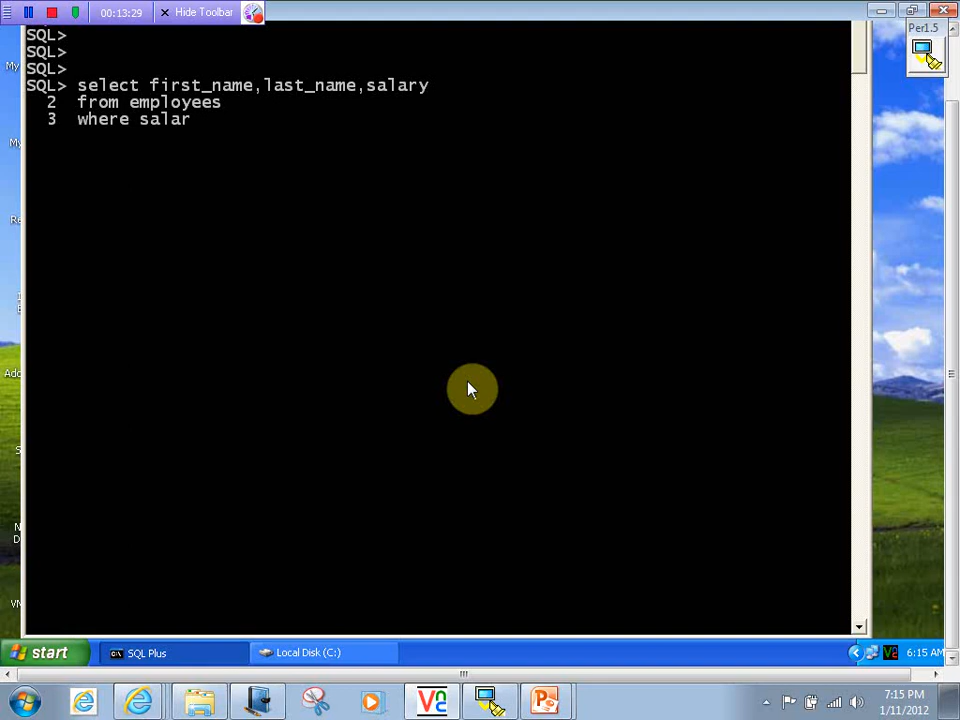 00:13:29
Hide Toolbar
Per1.5
SQL>
SQL>
SQL>
SQL> select first_name,last_name,salary
2 from employees
3 where salar
My
start
SQL Plus
Local Disk (C:)
6:15 AM
7:15 PM
1/11/2012